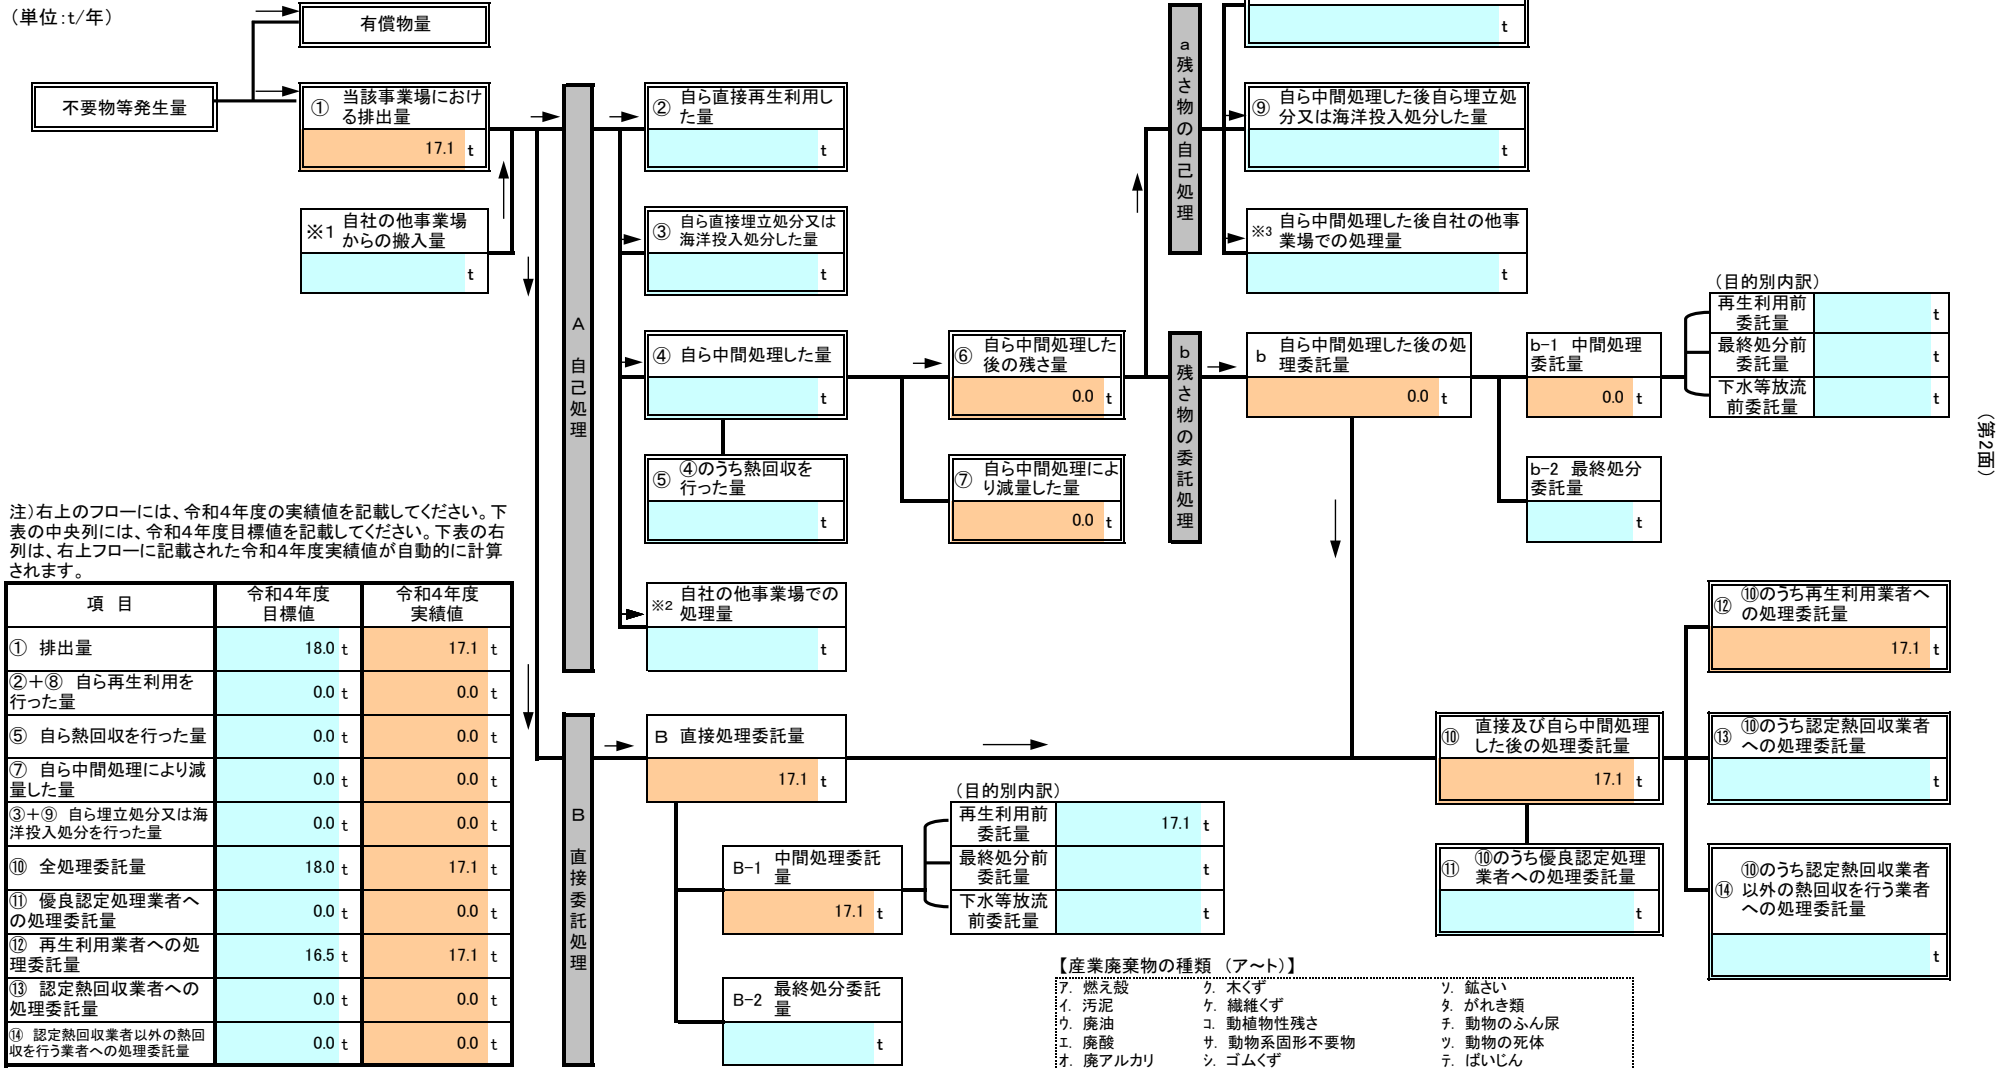 (単位:t/年)
有償物量
不要物等発生量
① 当該事業場におけ
る排出量
17.1 t
※1 自社の他事業場
からの搬入量
t
A 自己処理
② 自ら直接再生利用し
た量
t
③ 自ら直接埋立処分又は
海洋投入処分した量
t
④ 自ら中間処理した量
t
⑤ ④のうち熱回収を
行った量
t
※2 自社の他事業場での
処理量
t
⑥ 自ら中間処理した
後の残さ量
0.0 t
⑦ 自ら中間処理によ
り減量した量
0.0 t
a 残さ物の自己処理
t
⑨ 自ら中間処理した後自ら埋立処
分又は海洋投入処分した量
t
※3 自ら中間処理した後自社の他事
業場での処理量
t
b 残さ物の委託処理
b 自ら中間処理した後の処
理委託量
0.0 t
b-1 中間処理
委託量
0.0 t
b-2 最終処分
委託量
t
(目的別内訳)
再生利用前
委託量
t
最終処分前
委託量
t
下水等放流
前委託量
t
(第2面)
注)右上のフローには、令和4年度の実績値を記載してください。下
表の中央列には、令和4年度目標値を記載してください。下表の右
列は、右上フローに記載された令和4年度実績値が自動的に計算
されます。
項 目 令和4年度
目標値 令和4年度
実績値
① 排出量 18.0 t 17.1 t
②+⑧ 自ら再生利用を
行った量 0.0 t 0.0 t
⑤ 自ら熱回収を行った量 0.0 t 0.0 t
⑦ 自ら中間処理により減
量した量 0.0 t 0.0 t
③+⑨ 自ら埋立処分又は海
洋投入処分を行った量 0.0 t 0.0 t
⑩ 全処理委託量 18.0 t 17.1 t
⑪ 優良認定処理業者へ
の処理委託量 0.0 t 0.0 t
⑫ 再生利用業者への処
理委託量 16.5 t 17.1 t
⑬ 認定熱回収業者への
処理委託量 0.0 t 0.0 t
⑭ 認定熱回収業者以外の熱回
収を行う業者への処理委託量 0.0 t 0.0 t
B 直接委託処理
B 直接処理委託量
17.1 t
B-1 中間処理委託
量
17.1 t
B-2 最終処分委託
量
t
(目的別内訳)
再生利用前
委託量
17.1 t
最終処分前
委託量
t
下水等放流
前委託量
t
⑩ 直接及び自ら中間処理
した後の処理委託量
17.1 t
⑪ ⑩のうち優良認定処理
業者への処理委託量
t
⑫ ⑩のうち再生利用業者へ
の処理委託量
17.1 t
⑬ ⑩のうち認定熱回収業者
への処理委託量
t
⑭ ⑩のうち認定熱回収業者
以外の熱回収を行う業者
への処理委託量
t
【産業廃棄物の種類 (ア~ト)】
ア. 燃え殻 ク. 木くず ソ. 鉱さい
イ. 汚泥 ケ. 繊維くず タ. がれき類
ウ. 廃油 コ. 動植物性残さ チ. 動物のふん尿
エ. 廃酸 サ. 動物系固形不要物 ツ. 動物の死体
オ. 廃アルカリ シ. ゴムくず テ. ばいじん